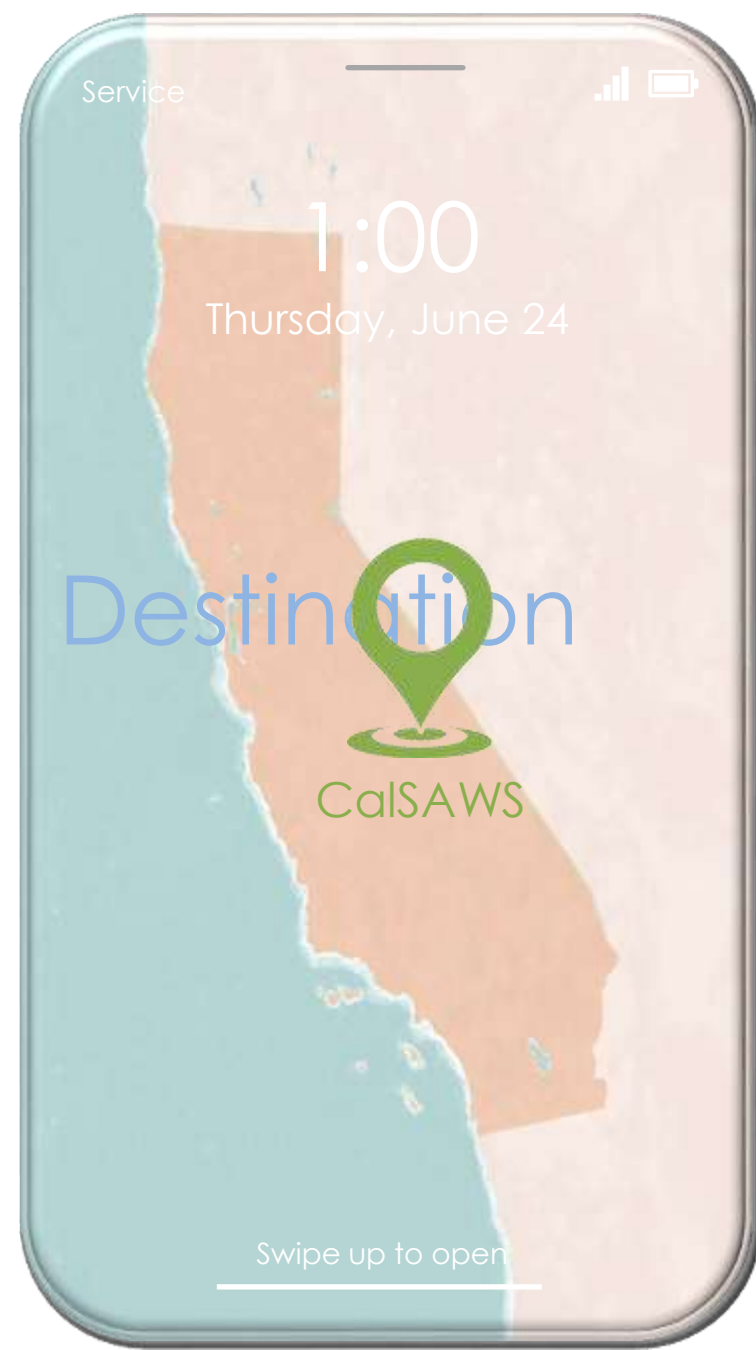 Service
1:00
Thursday, June 24
Destination
CalSAWS
Swipe up to open